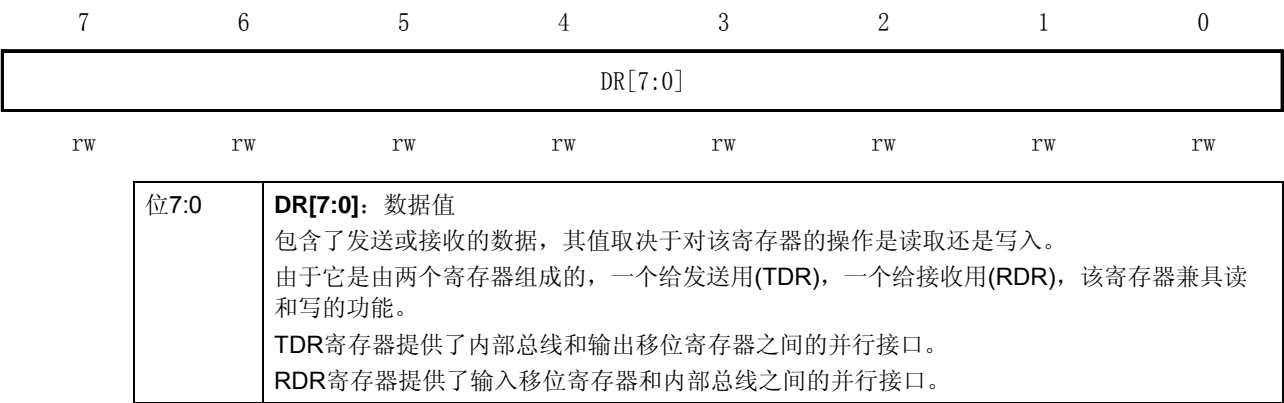 7 6 5 4 3 2 1 0
DR[7:0]
rw rw rw rw rw rw rw rw
位7:0 DR[7:0]：数据值
包含了发送或接收的数据，其值取决于对该寄存器的操作是读取还是写入。
由于它是由两个寄存器组成的，一个给发送用(TDR)，一个给接收用(RDR)，该寄存器兼具读
和写的功能。
TDR寄存器提供了内部总线和输出移位寄存器之间的并行接口。
RDR寄存器提供了输入移位寄存器和内部总线之间的并行接口。